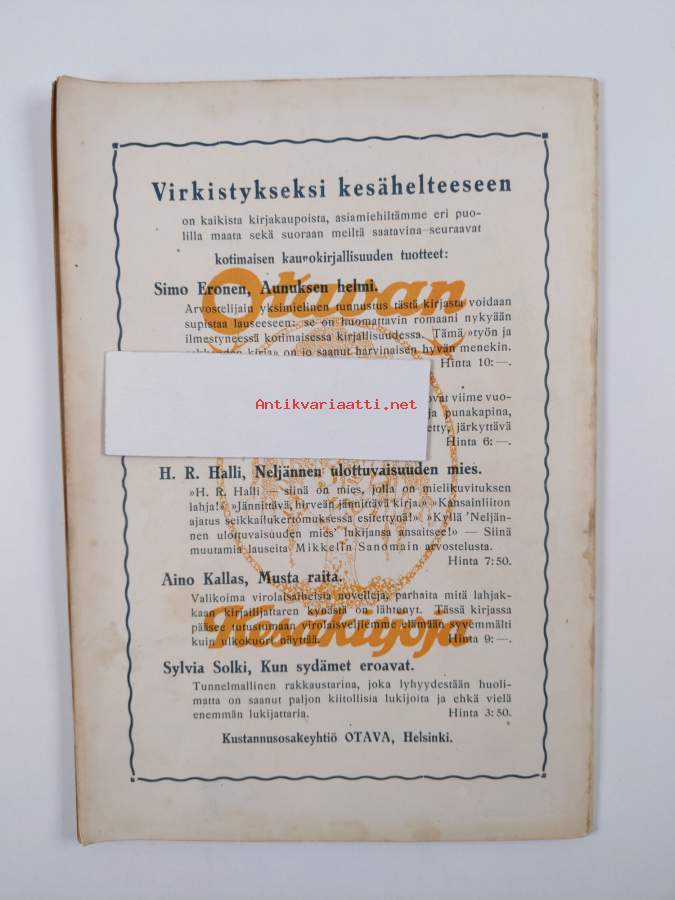 Virkistykseksi kesähelteeseen
on kaikista kirjakaupoista, asiamiehiltämme eri puo-
lilla maata sekä suoraan meiltä saatavina seuraavat
kotimaisen kaunokirjallisuuden tuotteet:
Otavan
Simo Eronen, Aunuksen helmi.
Arvostelijain yksimielinen tunnustus tästä kirjasta voidaan
supistaa lauseeseen: se on huomattavin romaani nykyään
ilmestyneessä kotimaisessa kirjallisuudessa. Tämä »työn ja
kirja» on jo saanut harvinaisen hyvän menekin.
Hinta 10:—.
ovat viime vuo-
Antikvariaatti.net
ja punakapina,
etty, järkyttävä
Hinta 6:—.
H. R. Halli, Neljännen ulottuvaisuuden mies.
»H. R. Halli — siinä on mies, jolla on mielikuvituksen
lahja!» »Jännittävä, hirveän jännittävä kirja.» »Kansainliiton
ajatus seikkailukertomuksessa esitettynä!» »Kyllä 'Neljän-
nen ulottuvaisuuden mies' lukijansa ansaitsee!» — Siinä
muutamia lauseita Mikkelin Sanomain arvostelusta.
Hinta 7:50.
Aino Kallas, Musta raita.
Valikoima virolaisaiheisia novelleja, parhaita mitä lahjak-
kaan kirjailijattaren kynästä on lähtenyt. Tässä kirjassa
pääsee tutustumaan virolaisveljiemme elämään syvemmälti
kuin ulkokuori näyttää. Hinta 9:—.
Kesäkirjoja
Sylvia Solki, Kun sydämet eroavat.
Tunnelmallinen rakkaustarina, joka lyhyydestään huoli-
matta on saanut paljon kiitollisia lukijoita ja ehkä vielä
enemmän lukijattaria. Hinta 3:50.
Kustannusosakeyhtiö OTAVA, Helsinki.